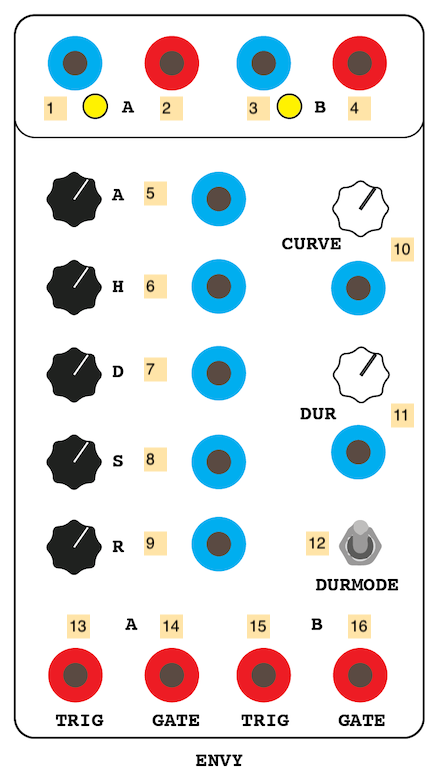 1 A 2 3 B 4
A 5
CURVE 10
H 6
D 7
DUR 11
S 8
R 9 12
DURMODE
13 A 14 15 B 16
TRIG GATE TRIG GATE
ENVY